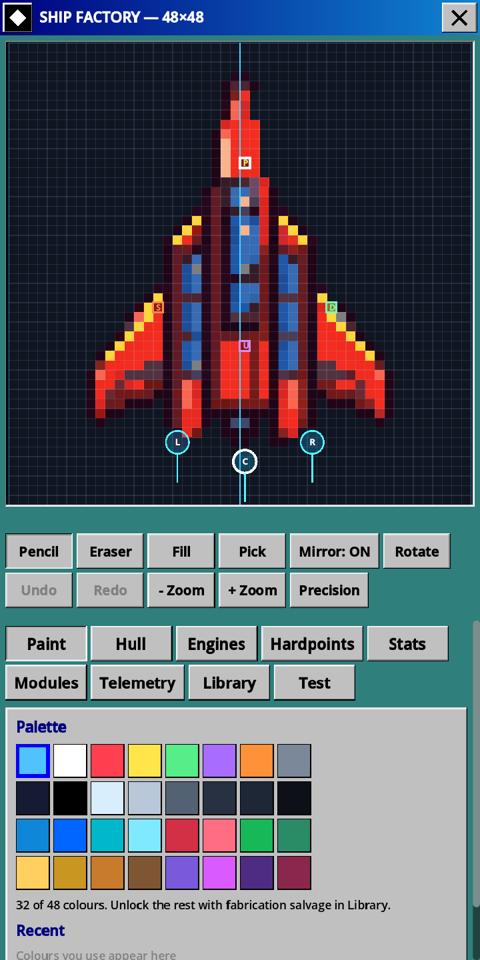 SHIP FACTORY — 48×48
P
S
D
U
L
R
C
Pencil
Eraser
Fill
Pick
Mirror: ON
Rotate
Undo
Redo
- Zoom
+ Zoom
Precision
Paint
Hull
Engines
Hardpoints
Stats
Modules
Telemetry
Library
Test
Palette
32 of 48 colours. Unlock the rest with fabrication salvage in Library.
Recent
Colours you use appear here